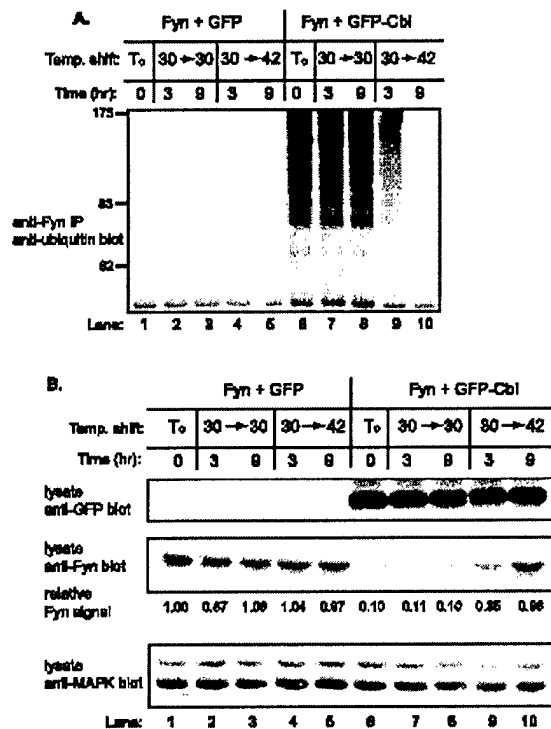 A.
Fyn + GFP Fyn + GFP-Cbl
Temp. shift: T₀ 30→30 30→42 T₀ 30→30 30→42
Time (hr): 0 3 9 3 9 0 3 9 3 9
175
83
anti-Fyn IP
anti-ubiquitin blot
62
Lane: 1 2 3 4 5 6 7 8 9 10
B.
Fyn + GFP Fyn + GFP-Cbl
Temp. shift: T₀ 30→30 30→42 T₀ 30→30 30→42
Time (hr): 0 3 9 3 9 0 3 9 3 9
lysate
anti-GFP blot
lysate
anti-Fyn blot
relative
Fyn signal 1.00 0.10 0.11 0.10
lysate
anti-MAPK blot
Lane: 1 2 3 4 5 6 7 8 9 10